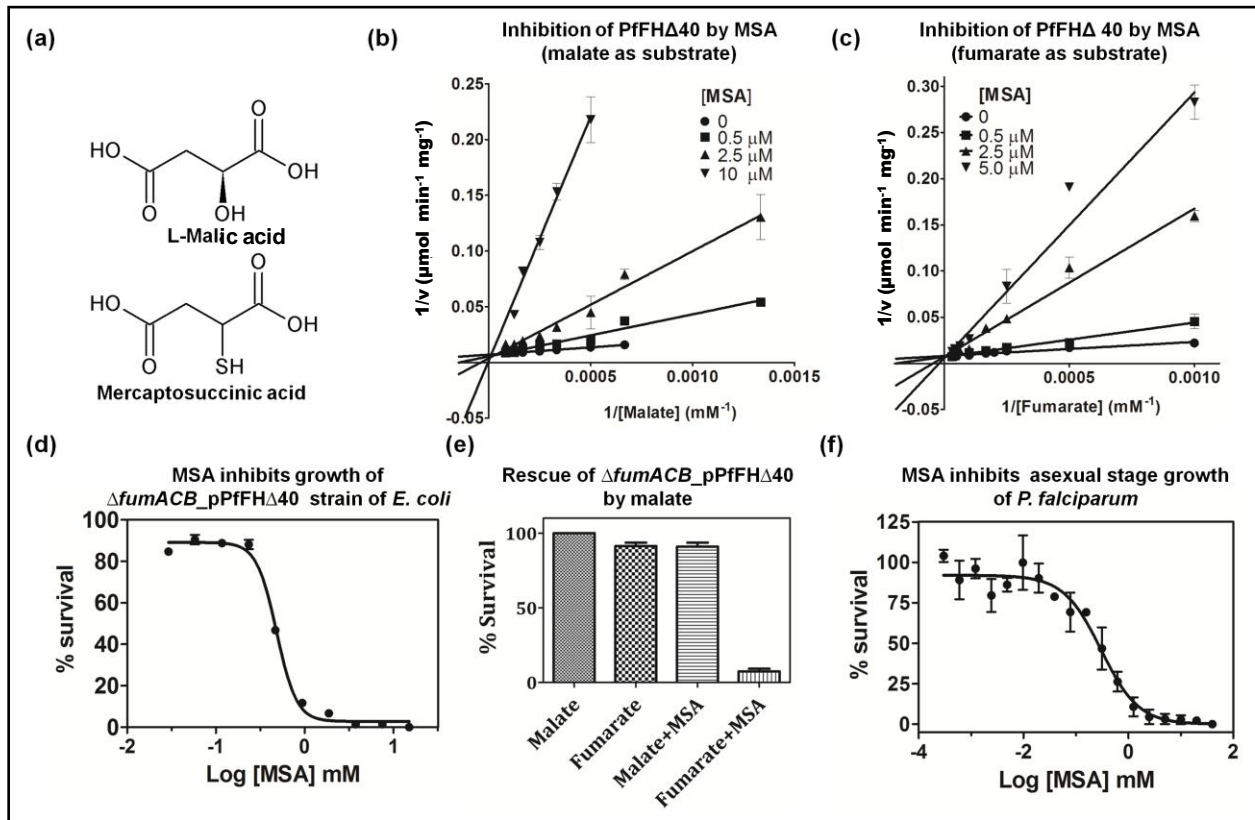 (a)
HO
O
O
OH
OH
L-Malic acid
HO
O
O
OH
SH
Mercaptosuccinic acid
(b)
Inhibition of PfFHΔ40 by MSA
(malate as substrate)
1/v (µmol min⁻¹ mg⁻¹)
0.25
0.20
0.15
0.10
0.05
-0.05
[MSA]
0
0.5 µM
2.5 µM
10 µM
0.0005
0.0010
0.0015
1/[Malate] (mM⁻¹)
(c)
Inhibition of PfFHΔ 40 by MSA
(fumarate as substrate)
1/v (µmol min⁻¹ mg⁻¹)
0.30
0.25
0.20
0.15
0.10
0.05
-0.05
[MSA]
0
0.5 µM
2.5 µM
5.0 µM
0.0005
0.0010
1/[Fumarate] (mM⁻¹)
(d)
MSA inhibits growth of
ΔfumACB_pPfFHΔ40 strain of E. coli
% survival
100
80
60
40
20
0
-2
-1
0
1
Log [MSA] mM
(e)
Rescue of ΔfumACB_pPfFHΔ40
by malate
% Survival
100
50
0
Malate
Fumarate
Malate+MSA
Fumarate+MSA
(f)
MSA inhibits asexual stage growth
of P. falciparum
% survival
125
100
75
50
25
0
-4
-2
0
2
Log [MSA] mM